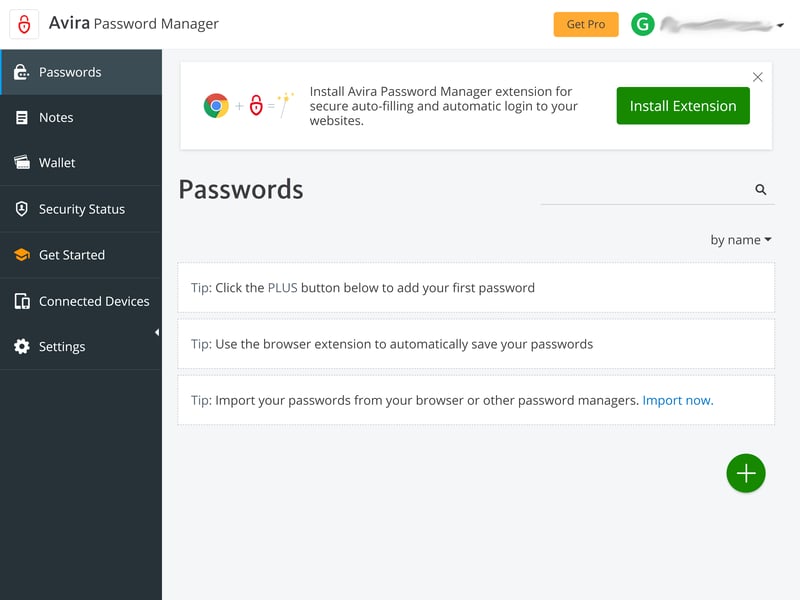 Avira Password Manager
Get Pro
G
Passwords
Notes
Wallet
Security Status
Get Started
Connected Devices
Settings
Install Avira Password Manager extension for
secure auto-filling and automatic login to your
websites.
Install Extension
Passwords
by name
Tip: Click the PLUS button below to add your first password
Tip: Use the browser extension to automatically save your passwords
Tip: Import your passwords from your browser or other password managers. Import now.